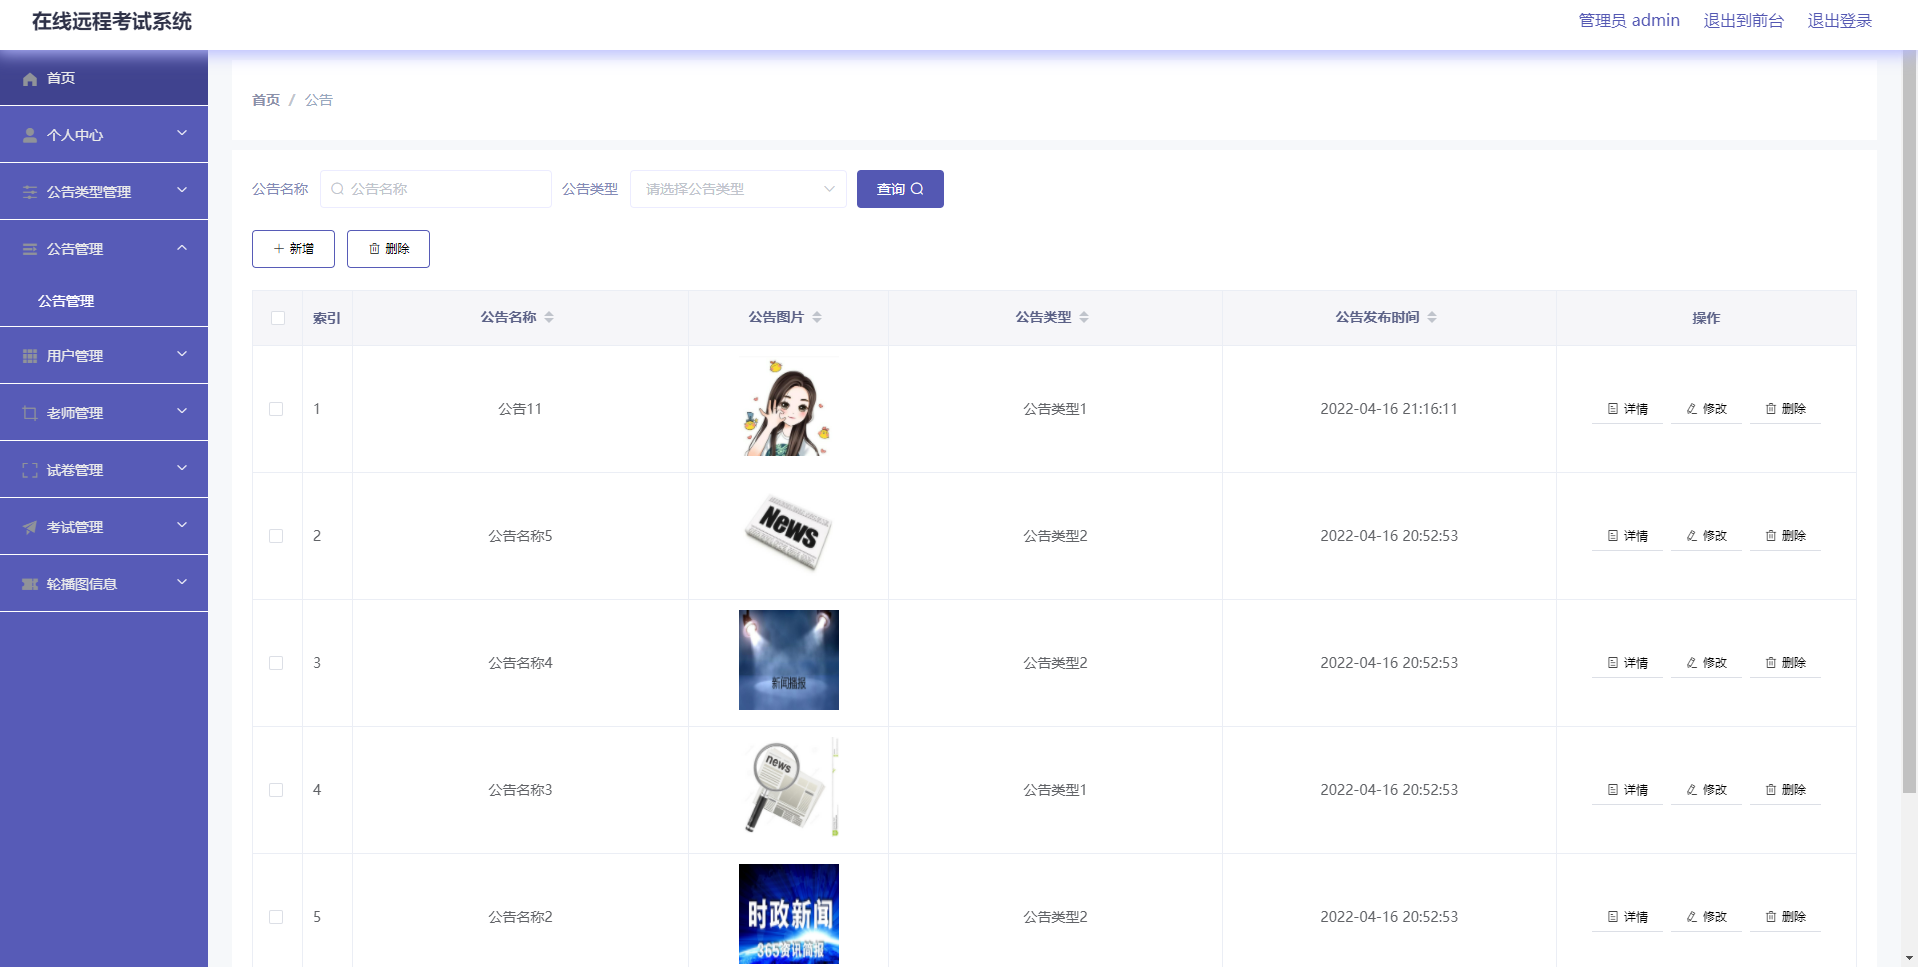 在线远程考试系统
管理员 admin 退出到前台 退出登录
首页
个人中心
公告类型管理
公告管理
公告管理
用户管理
老师管理
试卷管理
考试管理
轮播图信息
首页 / 公告
公告名称 公告名称 公告类型 请选择公告类型 查询
新增 删除
索引 公告名称 公告图片 公告类型 公告发布时间 操作
1 公告11 公告类型1 2022-04-16 21:16:11 详情 修改 删除
2 公告名称5 News 公告类型2 2022-04-16 20:52:53 详情 修改 删除
3 公告名称4 新闻播报 公告类型2 2022-04-16 20:52:53 详情 修改 删除
4 公告名称3 news 公告类型1 2022-04-16 20:52:53 详情 修改 删除
5 公告名称2 时政新闻 公告类型2 2022-04-16 20:52:53 详情 修改 删除
365资讯简报